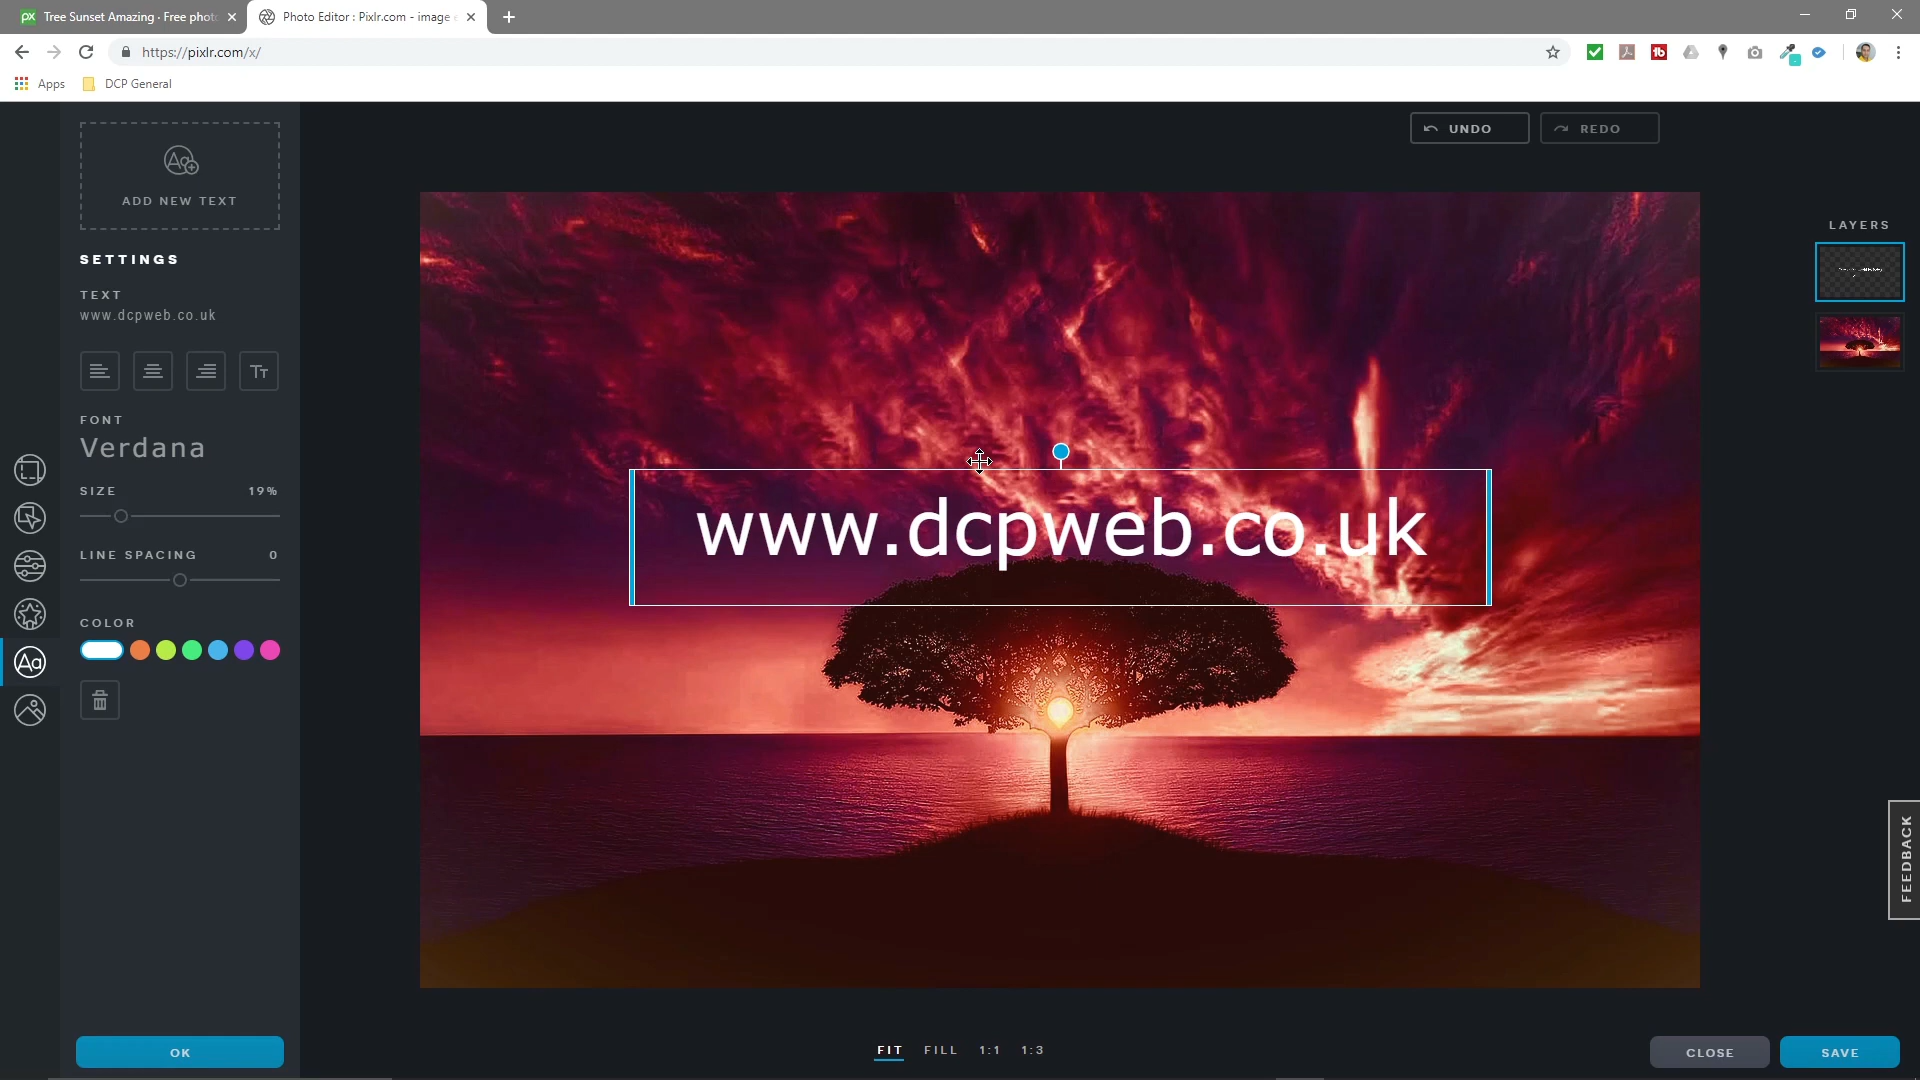 Tree Sunset Amazing · Free phot
Photo Editor : Pixlr.com - image e
https://pixlr.com/x/
Apps
DCP General
UNDO
REDO
ADD NEW TEXT
SETTINGS
TEXT
www.dcpweb.co.uk
FONT
Verdana
SIZE 19%
LINE SPACING 0
COLOR
OK
www.dcpweb.co.uk
LAYERS
FEEDBACK
FIT FILL 1:1 1:3
CLOSE
SAVE